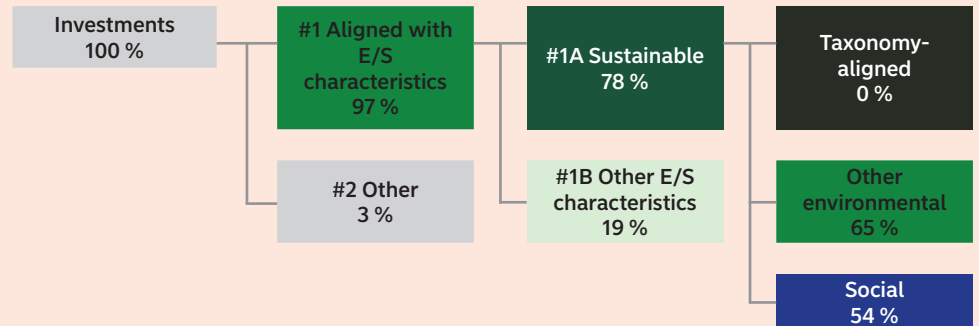 Investments
100 %
#1 Aligned with
E/S
characteristics
97 %
#1A Sustainable
78 %
Taxonomy-
aligned
0 %
#2 Other
3 %
#1B Other E/S
characteristics
19 %
Other
environmental
65 %
Social
54 %